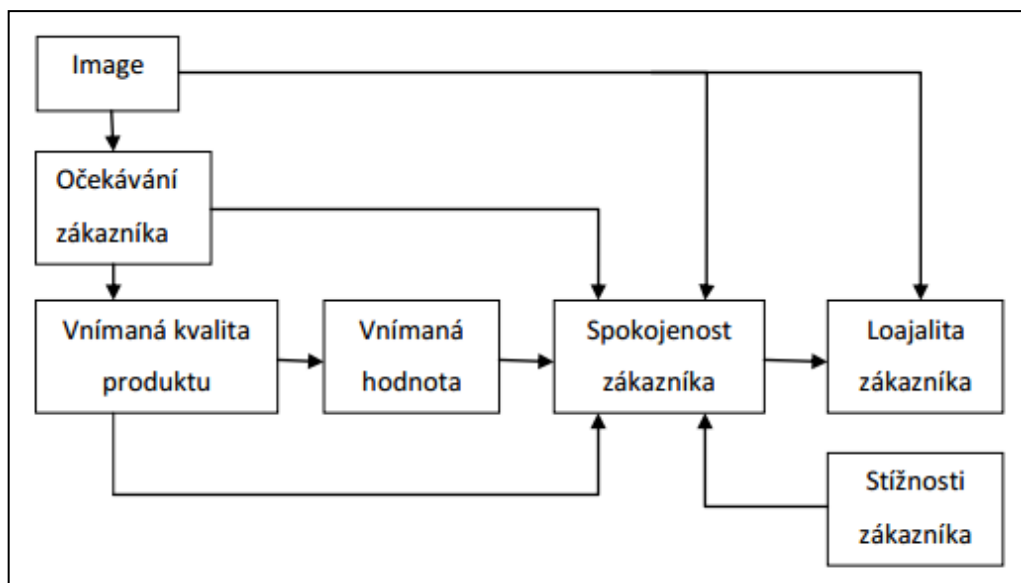 Image
Očekávání
zákazníka
Vnímaná kvalita
produktu
Vnímaná
hodnota
Spokojenost
zákazníka
Loajalita
zákazníka
Stížnosti
zákazníka